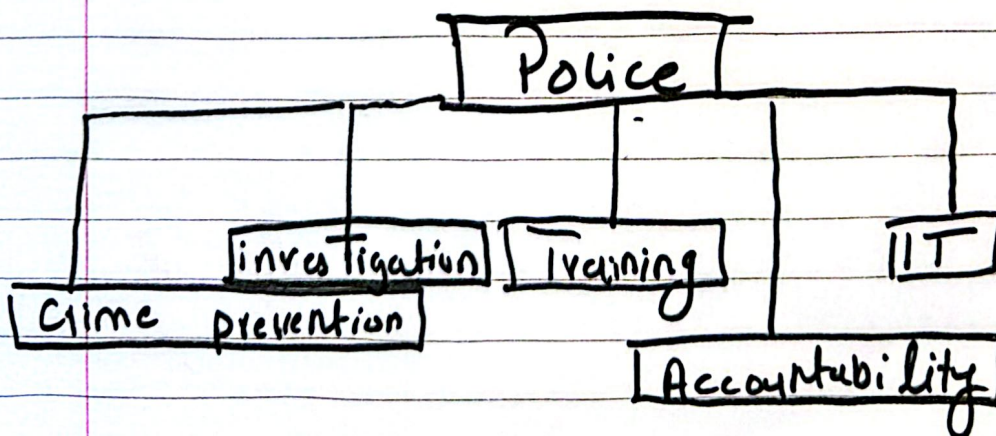 Police
investigation
Training
IT
Crime prevention
Accountability